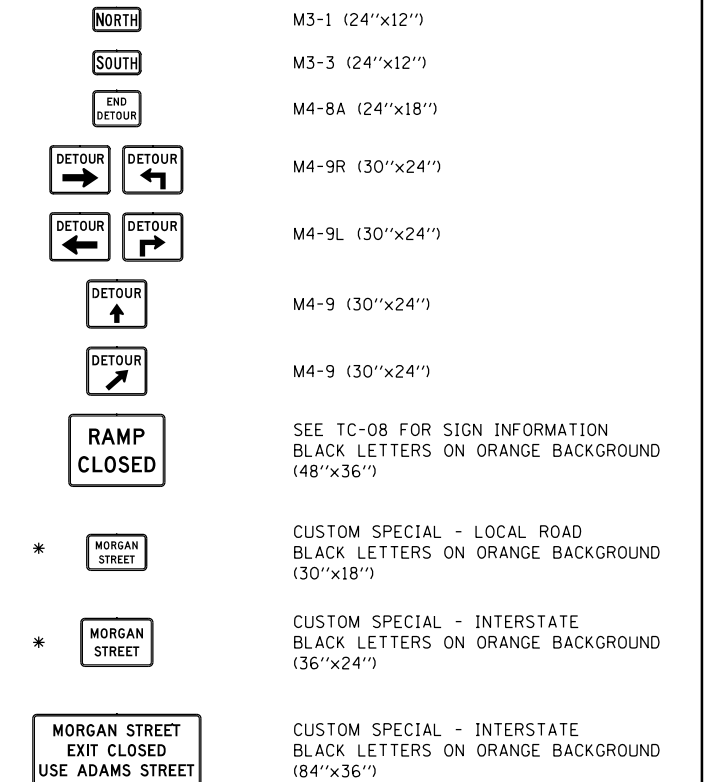 NORTH M3-1 (24''x12'')
SOUTH M3-3 (24''x12'')
END
DETOUR M4-8A (24''x18'')
DETOUR DETOUR M4-9R (30''x24'')
DETOUR DETOUR M4-9L (30''x24'')
DETOUR M4-9 (30''x24'')
DETOUR M4-9 (30''x24'')
RAMP
CLOSED
SEE TC-08 FOR SIGN INFORMATION
BLACK LETTERS ON ORANGE BACKGROUND
(48''x36'')
* MORGAN
STREET
CUSTOM SPECIAL - LOCAL ROAD
BLACK LETTERS ON ORANGE BACKGROUND
(30''x18'')
* MORGAN
STREET
CUSTOM SPECIAL - INTERSTATE
BLACK LETTERS ON ORANGE BACKGROUND
(36''x24'')
MORGAN STREET
EXIT CLOSED
USE ADAMS STREET
CUSTOM SPECIAL - INTERSTATE
BLACK LETTERS ON ORANGE BACKGROUND
(84''x36'')